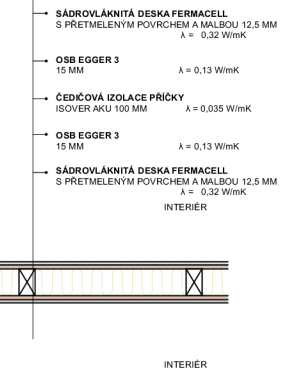 SÁDROVLÁKNITÁ DESKA FERMACELL
S PŘETMELENÝM POVRCHEM A MALBOU 12,5 MM
λ = 0,32 W/mK
OSB EGGER 3
15 MM λ = 0,13 W/mK
ČEDIČOVÁ IZOLACE PŘÍČKY
ISOVER AKU 100 MM λ = 0,035 W/mK
OSB EGGER 3
15 MM λ = 0,13 W/mK
SÁDROVLÁKNITÁ DESKA FERMACELL
S PŘETMELENÝM POVRCHEM A MALBOU 12,5 MM
λ = 0,32 W/mK
INTERIÉR
INTERIÉR